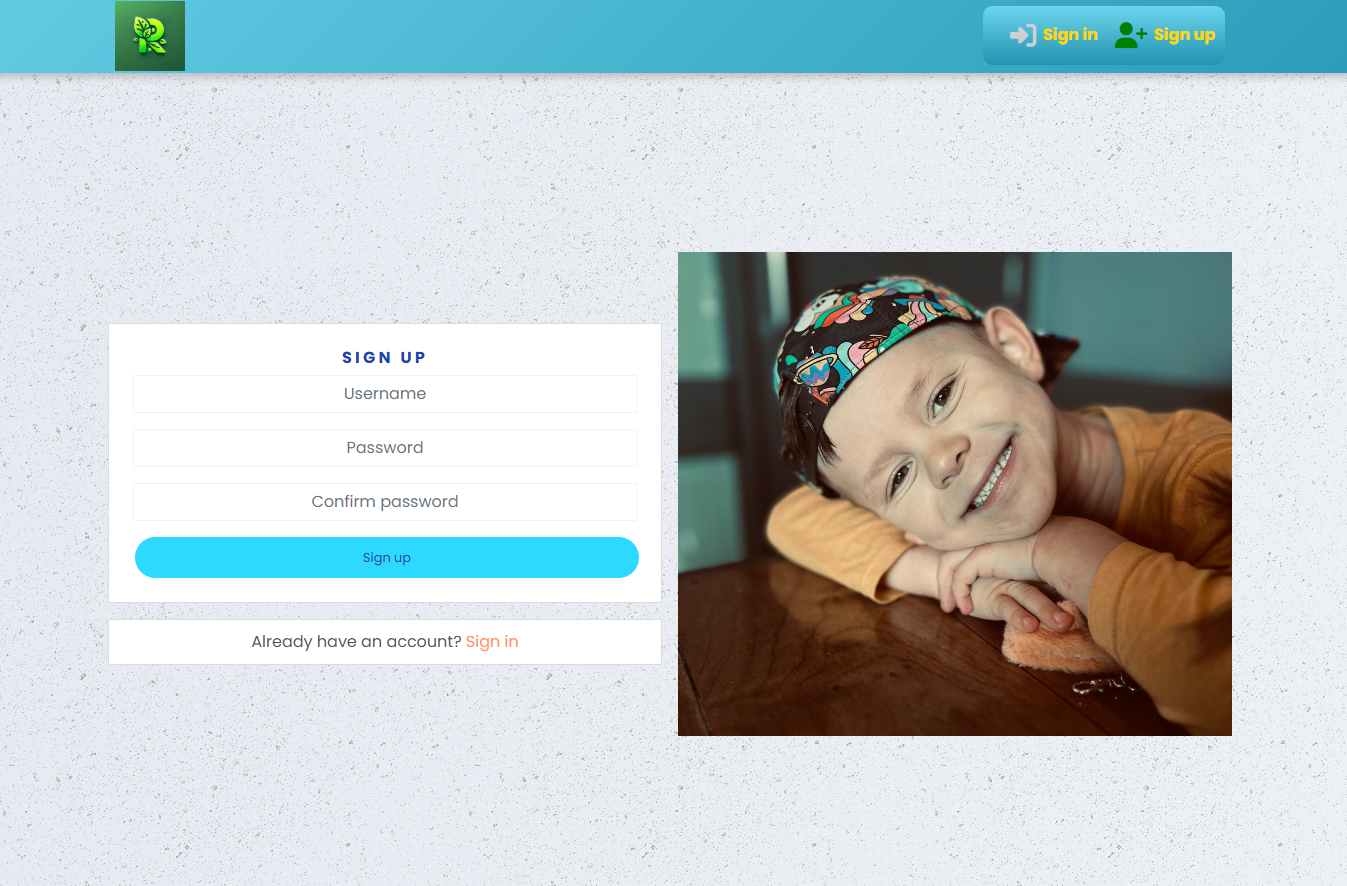 R
Sign in Sign up
SIGN UP
Username
Password
Confirm password
Sign up
Already have an account? Sign in